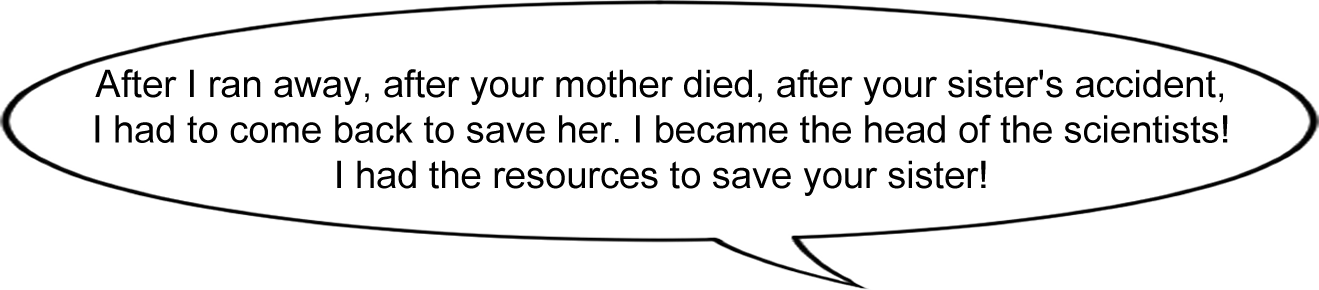 After I ran away, after your mother died, after your sister's accident,
I had to come back to save her. I became the head of the scientists!
I had the resources to save your sister!